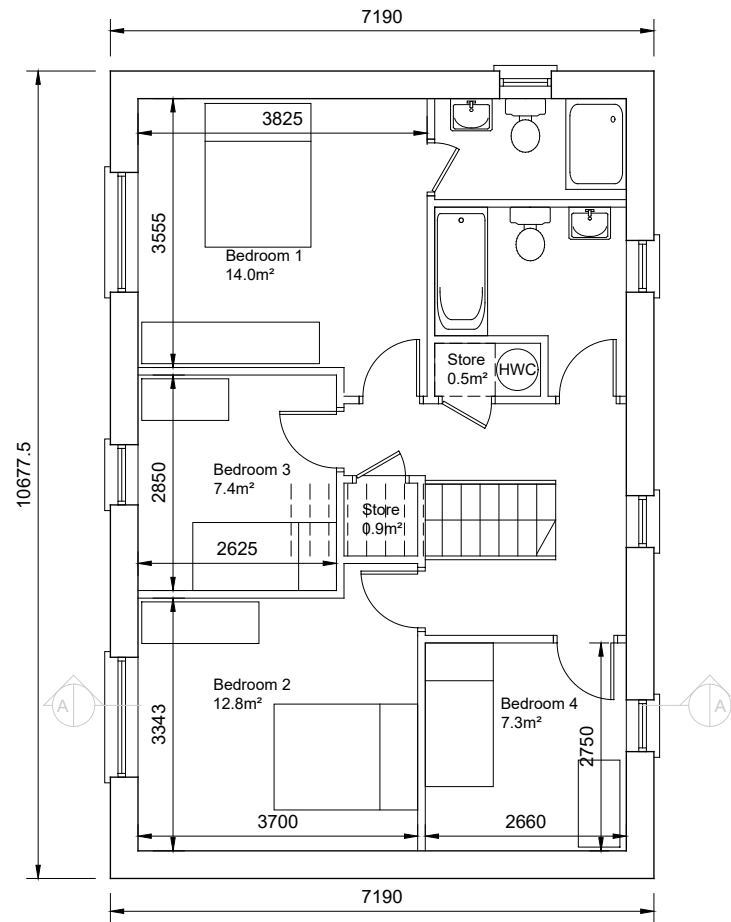 7190
3825
3555
Bedroom 1
14.0m²
Store
0.5m²
HWC
10677.5
2850
Bedroom 3
7.4m²
Store
0.9m²
2625
Bedroom 2
12.8m²
Bedroom 4
7.3m²
A
A
3343
2750
3700
2660
7190